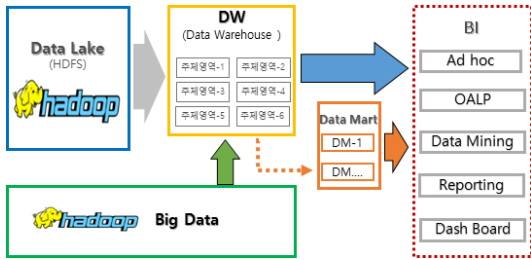 Data Lake
(HDFS)
hadoop
DW
(Data Warehouse )
주제영역-1
주제영역-2
주제영역-3
주제영역-4
주제영역-5
주제영역-6
Data Mart
DM-1
DM....
BI
Ad hoc
OALP
Data Mining
Reporting
Dash Board
hadoop
Big Data